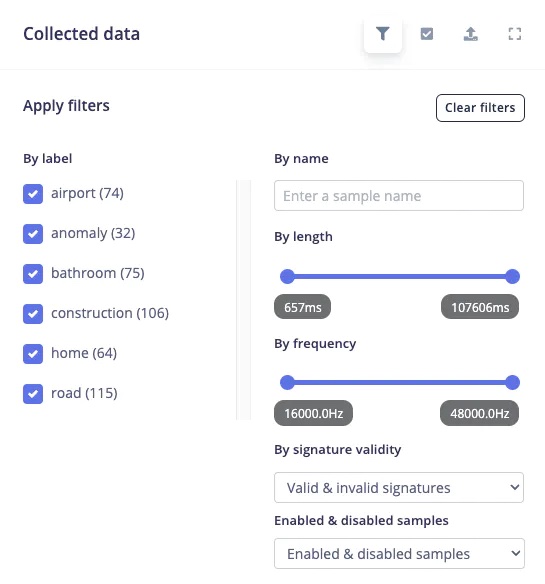 Collected data
Apply filters
Clear filters
By label
airport (74)
anomaly (32)
bathroom (75)
construction (106)
home (64)
road (115)
By name
Enter a sample name
By length
657ms
107606ms
By frequency
16000.0Hz
48000.0Hz
By signature validity
Valid & invalid signatures
Enabled & disabled samples
Enabled & disabled samples